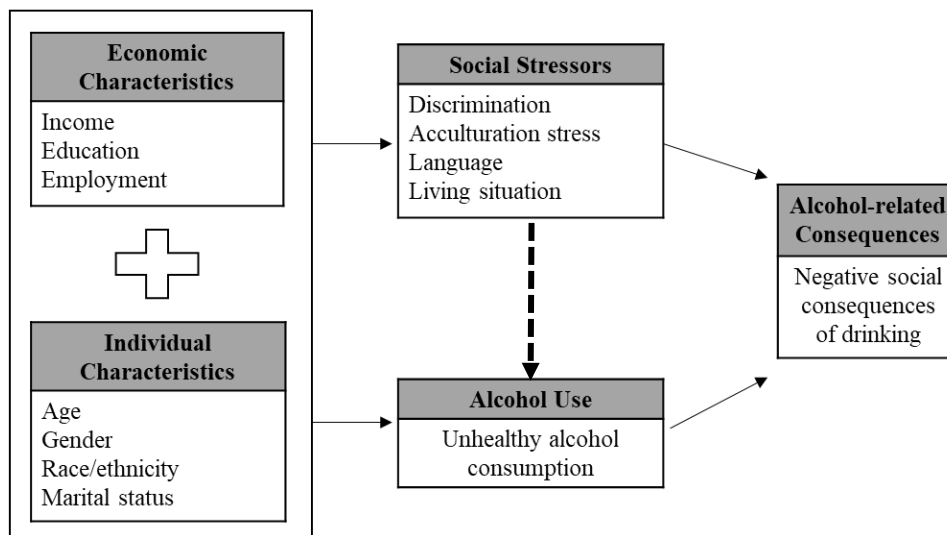 Economic
Characteristics
Income
Education
Employment
Individual
Characteristics
Age
Gender
Race/ethnicity
Marital status
Social Stressors
Discrimination
Acculturation stress
Language
Living situation
Alcohol Use
Unhealthy alcohol
consumption
Alcohol-related
Consequences
Negative social
consequences
of drinking